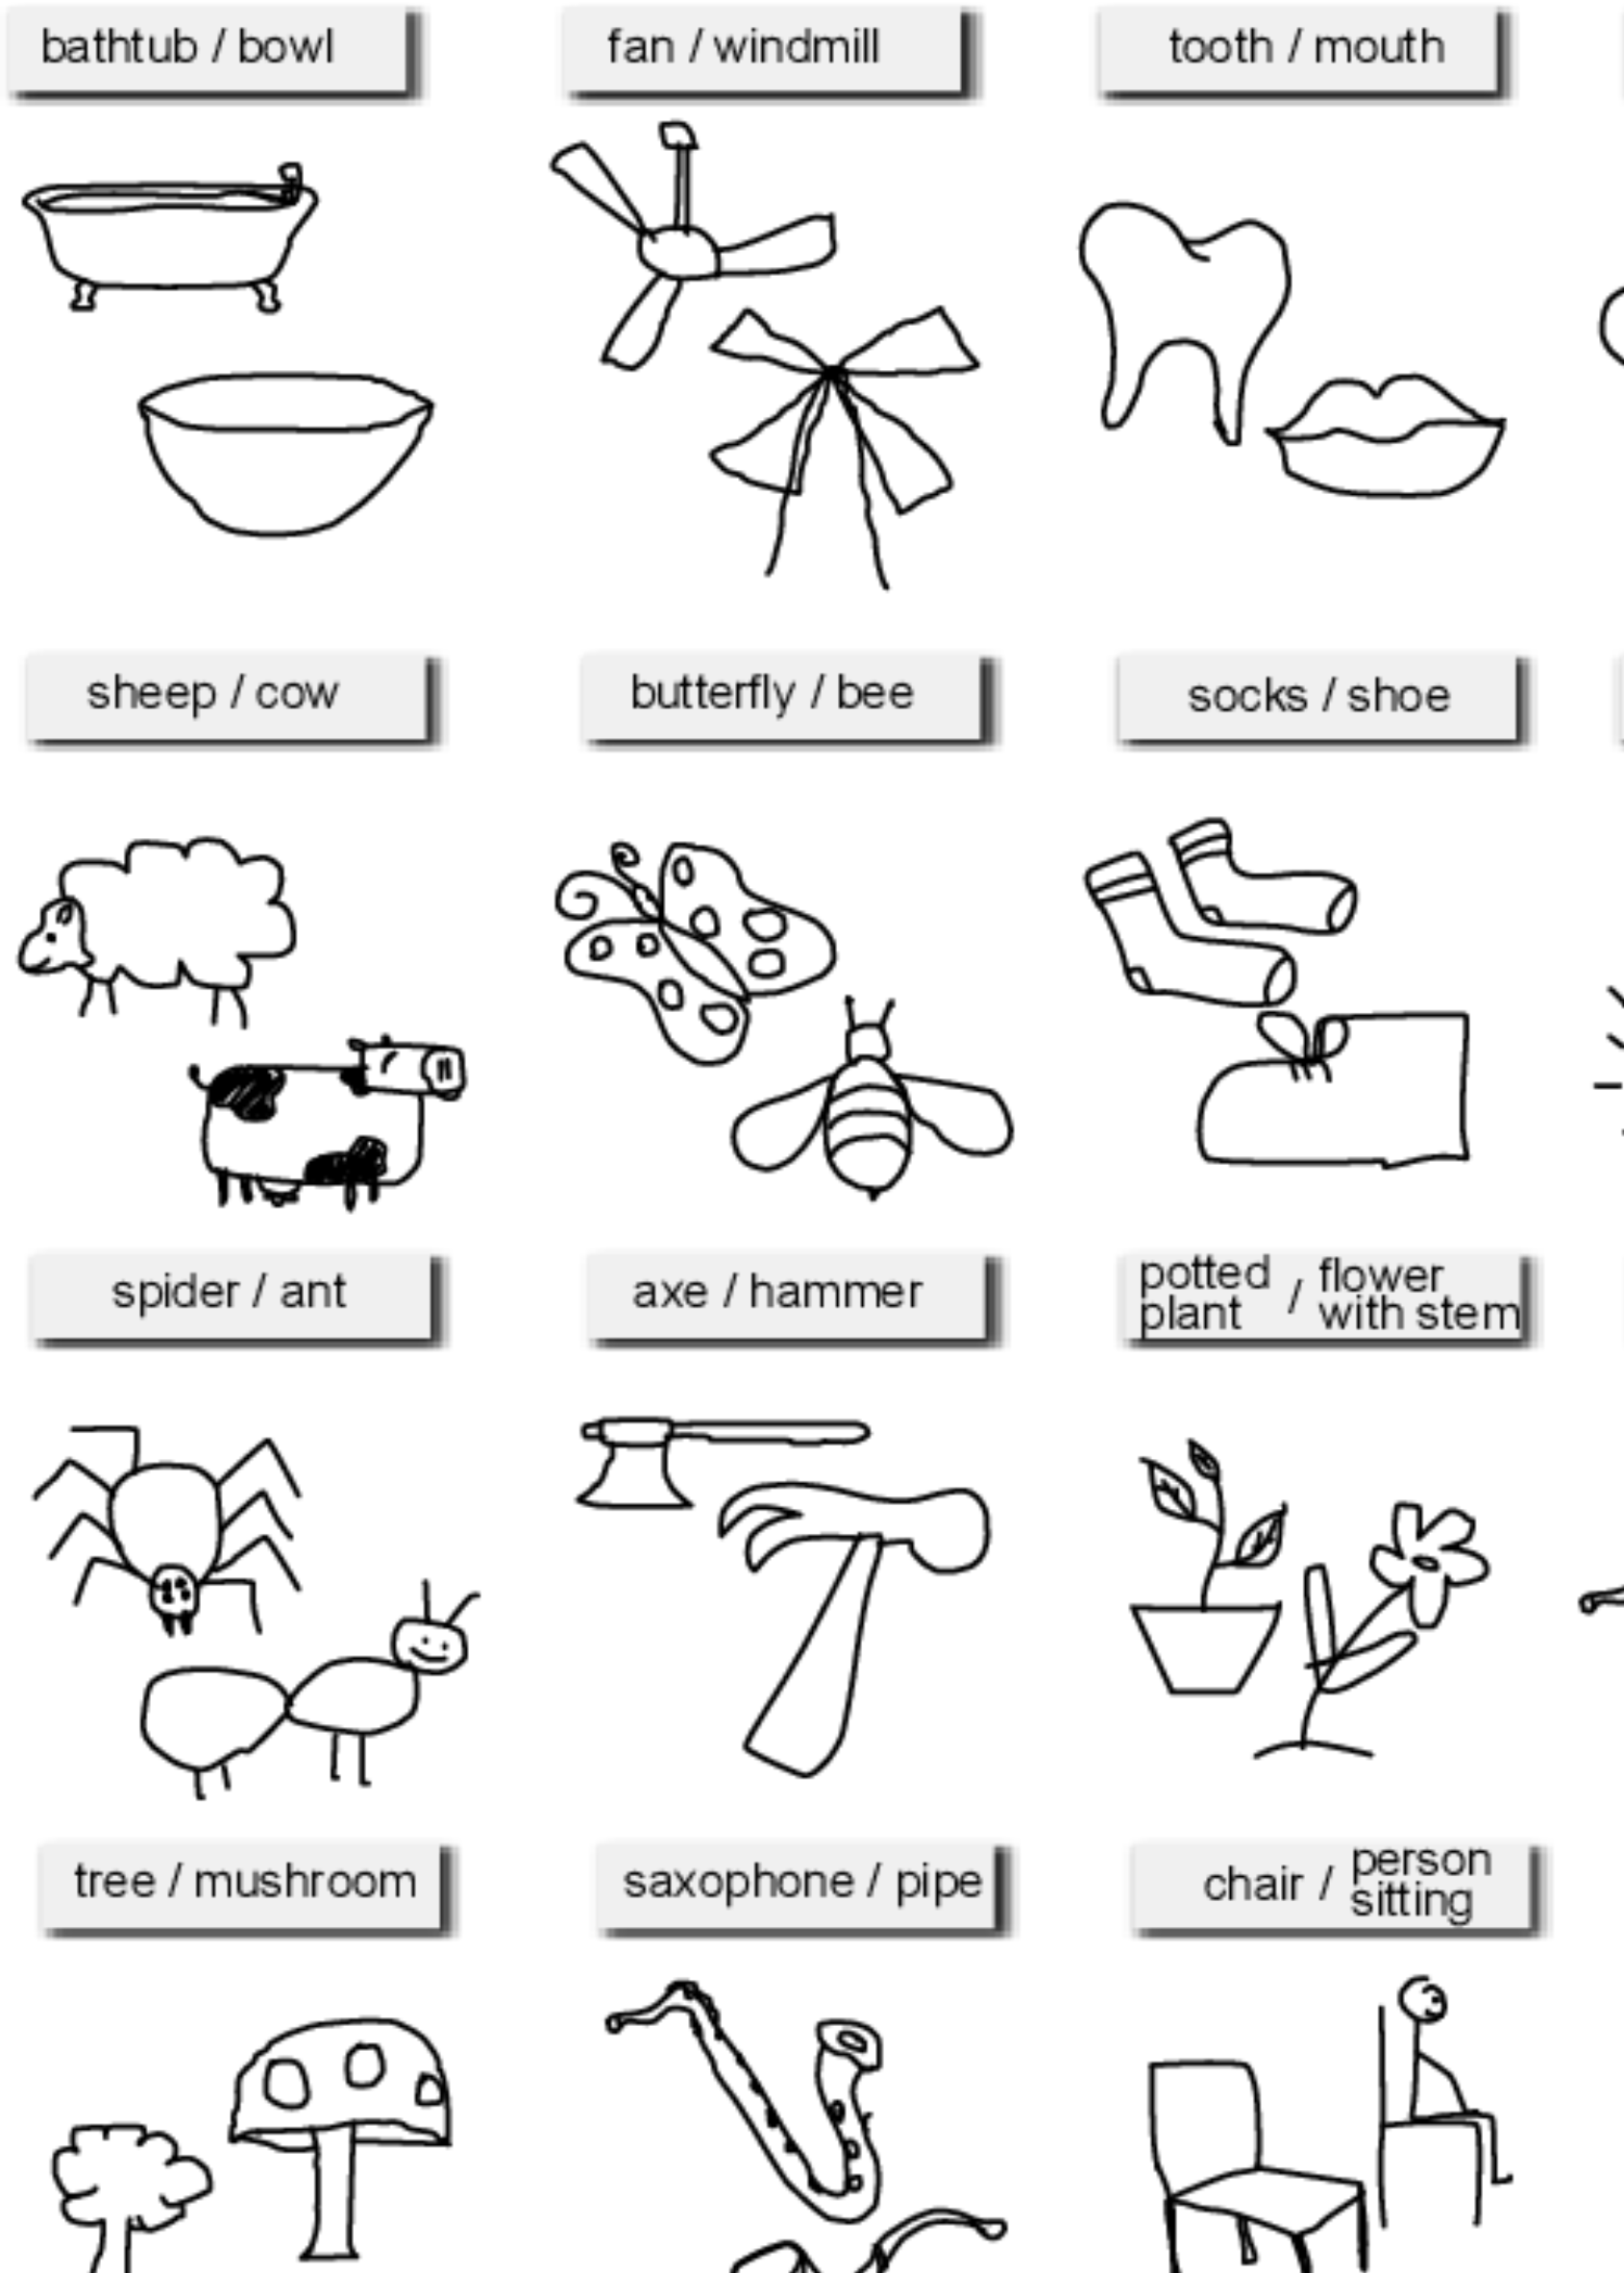 bathtub / bowl
fan / windmill
tooth / mouth
sheep / cow
butterfly / bee
socks / shoe
spider / ant
axe / hammer
potted plant / flower with stem
tree / mushroom
saxophone / pipe
chair / person sitting